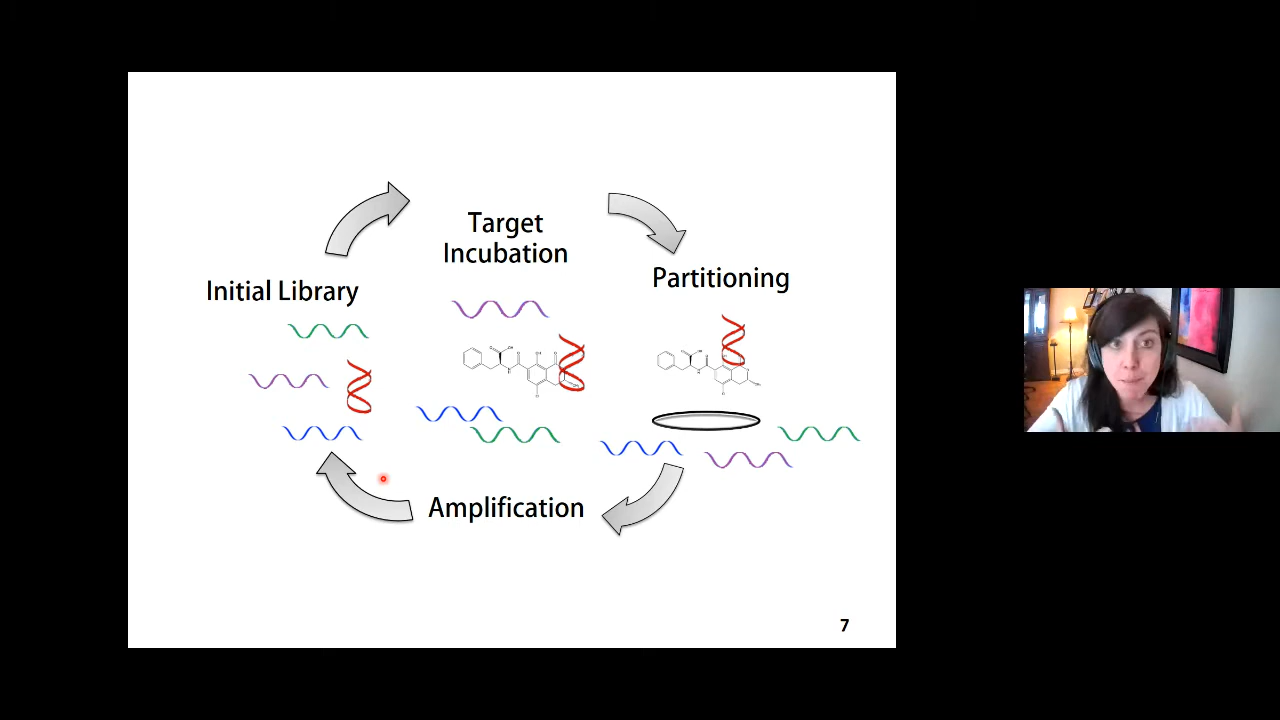 Target
Incubation
Partitioning
Initial Library
Amplification
7